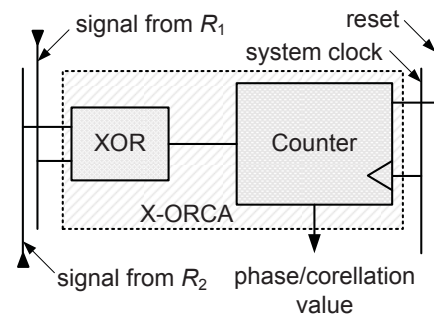 signal from R1
reset
system clock
XOR
Counter
X-ORCA
signal from R2
phase/corellation
value